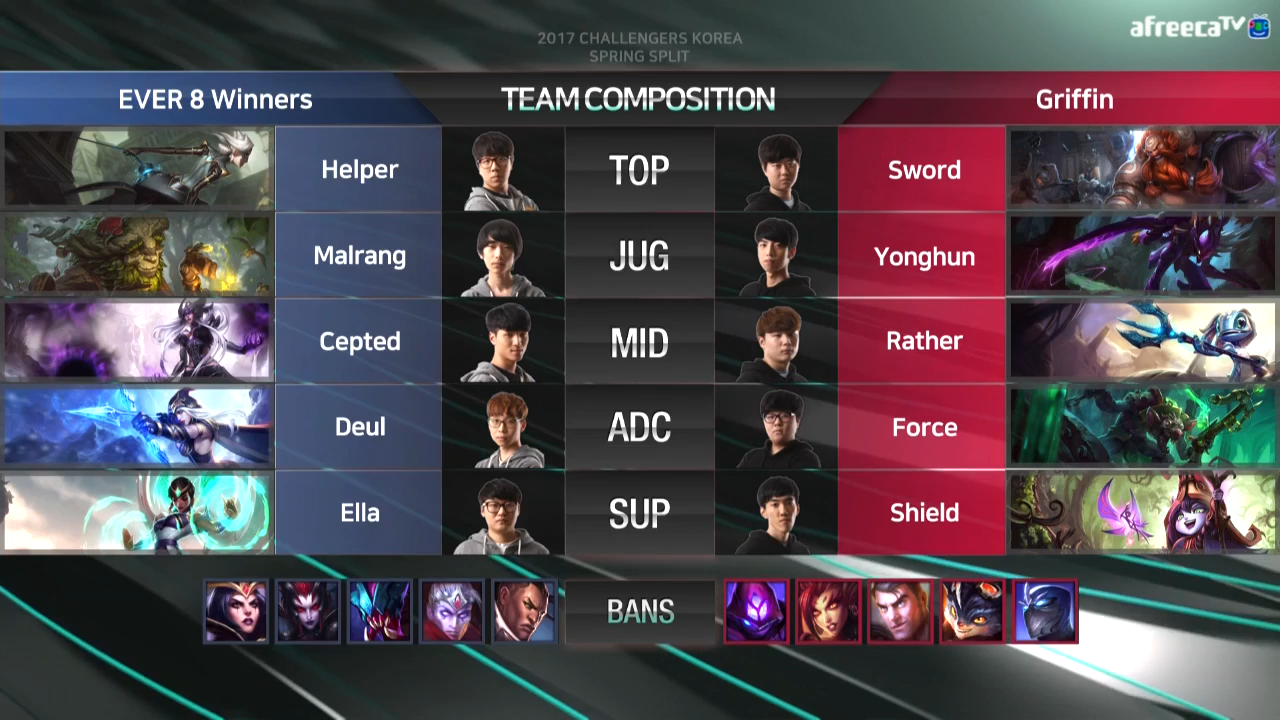 afreecaTV
2017 CHALLENGERS KOREA
SPRING SPLIT
EVER 8 Winners
TEAM COMPOSITION
Griffin
Helper
TOP
Sword
Malrang
JUG
Yonghun
Cepted
MID
Rather
Deul
ADC
Force
Ella
SUP
Shield
BANS